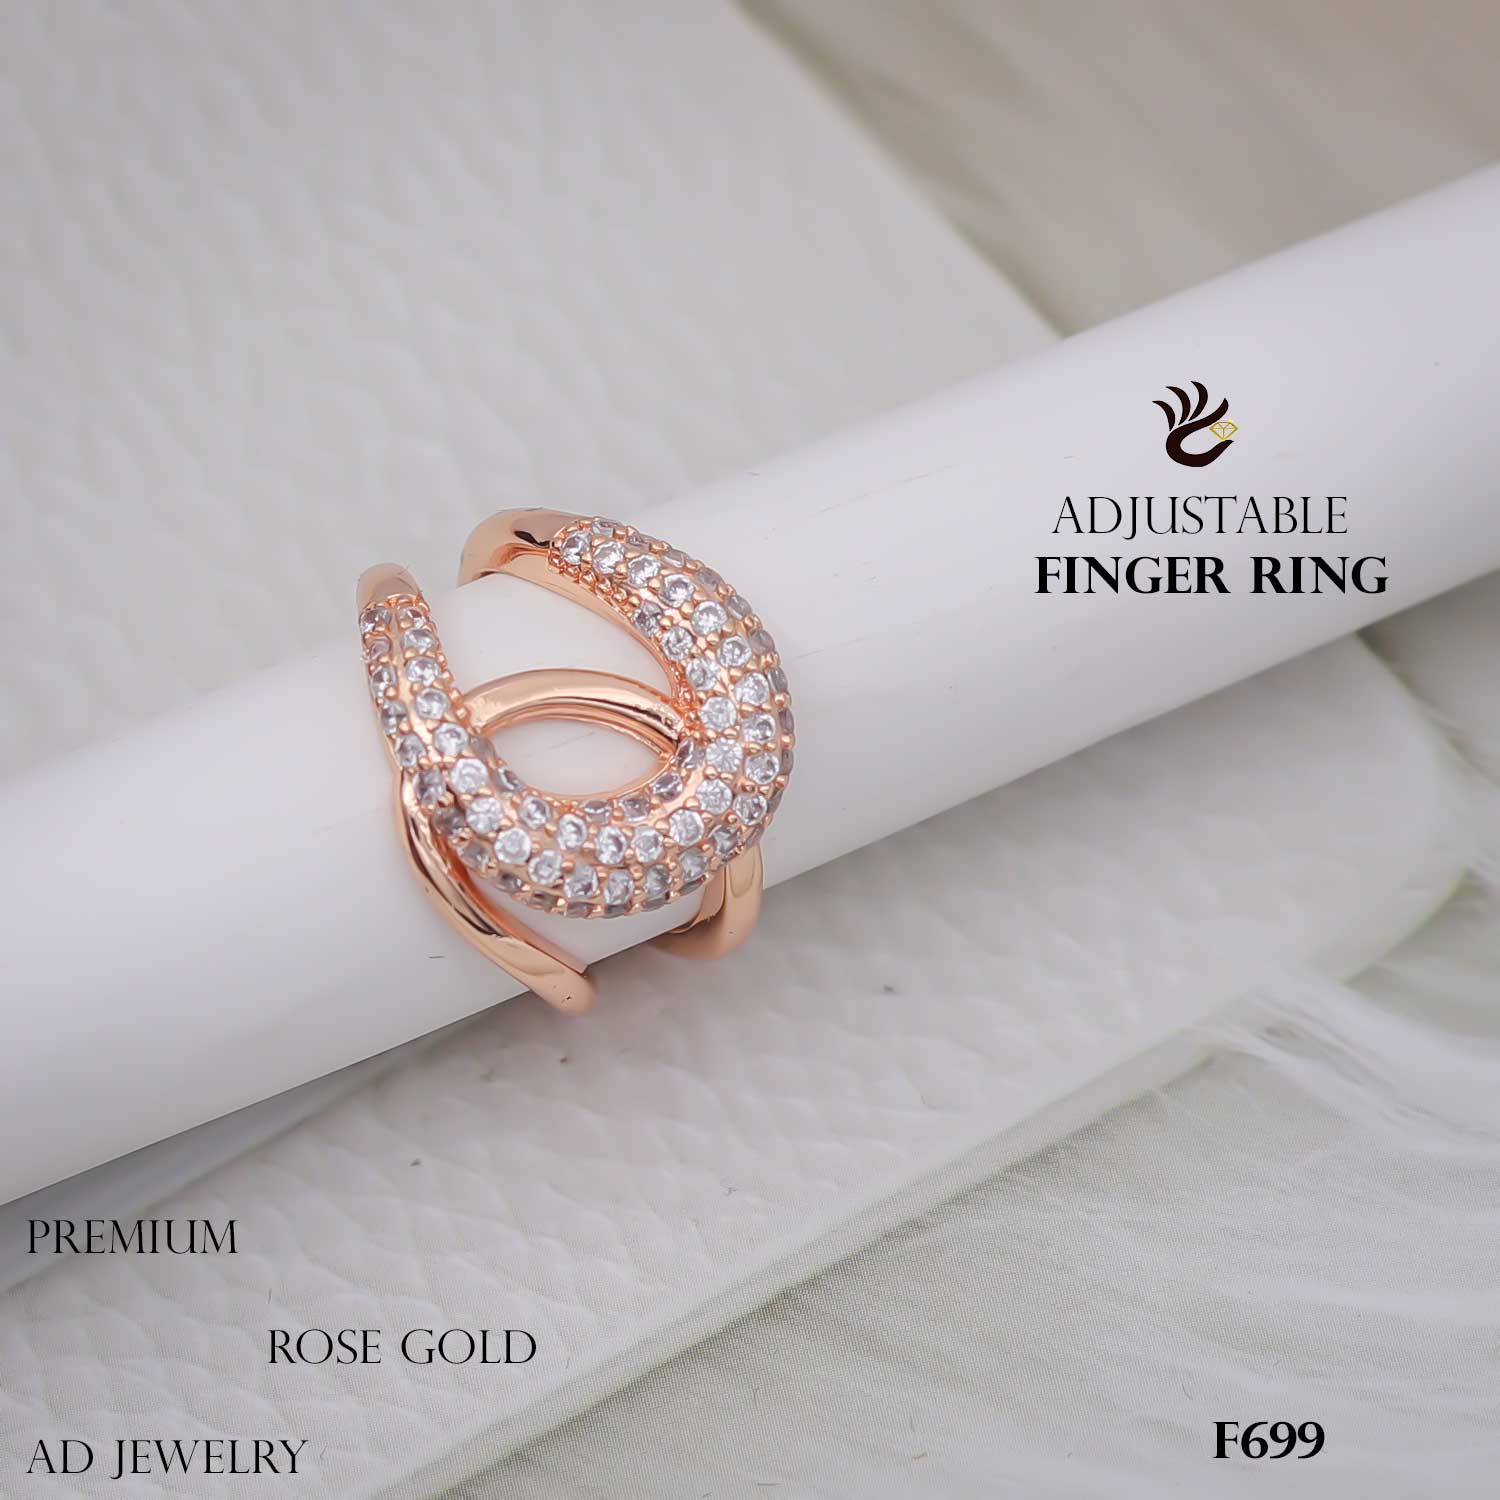 ADJUSTABLE
FINGER RING
PREMIUM
ROSE GOLD
AD JEWELRY
F699